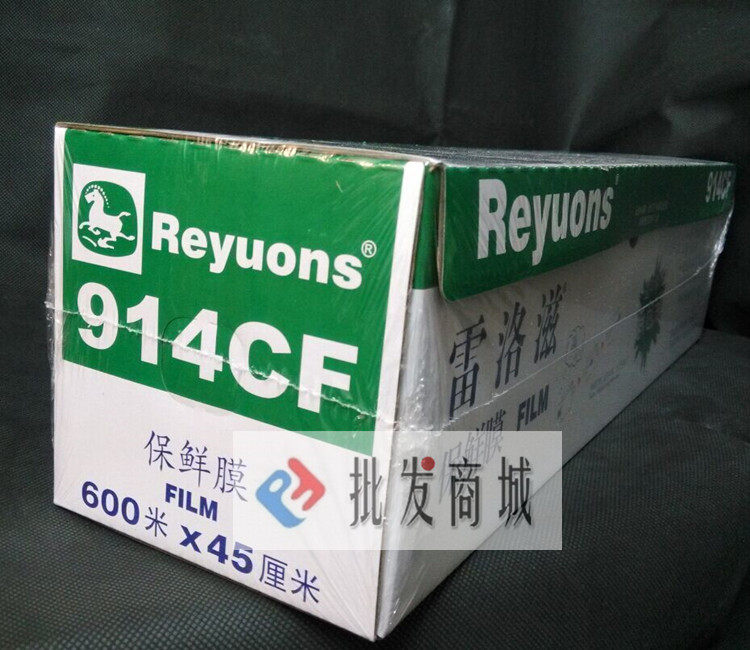 Reyuons®
914CF
保鲜膜
FILM
600米 x45厘米
Reyuons
914CF
雷洛滋
保鲜膜 FILM
批发商城